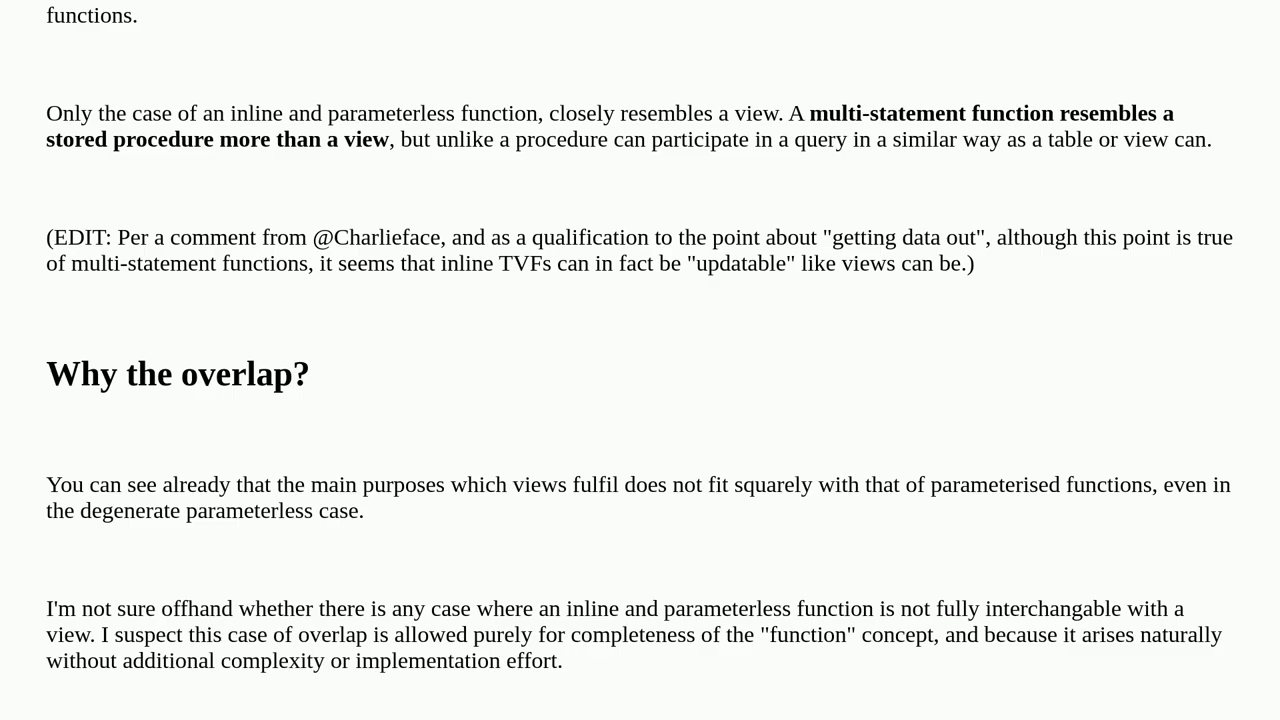 functions.
Only the case of an inline and parameterless function, closely resembles a view. A multi-statement function resembles a
stored procedure more than a view, but unlike a procedure can participate in a query in a similar way as a table or view can.
(EDIT: Per a comment from @Charlieface, and as a qualification to the point about "getting data out", although this point is true
of multi-statement functions, it seems that inline TVFs can in fact be "updatable" like views can be.)
Why the overlap?
You can see already that the main purposes which views fulfil does not fit squarely with that of parameterised functions, even in
the degenerate parameterless case.
I'm not sure offhand whether there is any case where an inline and parameterless function is not fully interchangable with a
view. I suspect this case of overlap is allowed purely for completeness of the "function" concept, and because it arises naturally
without additional complexity or implementation effort.